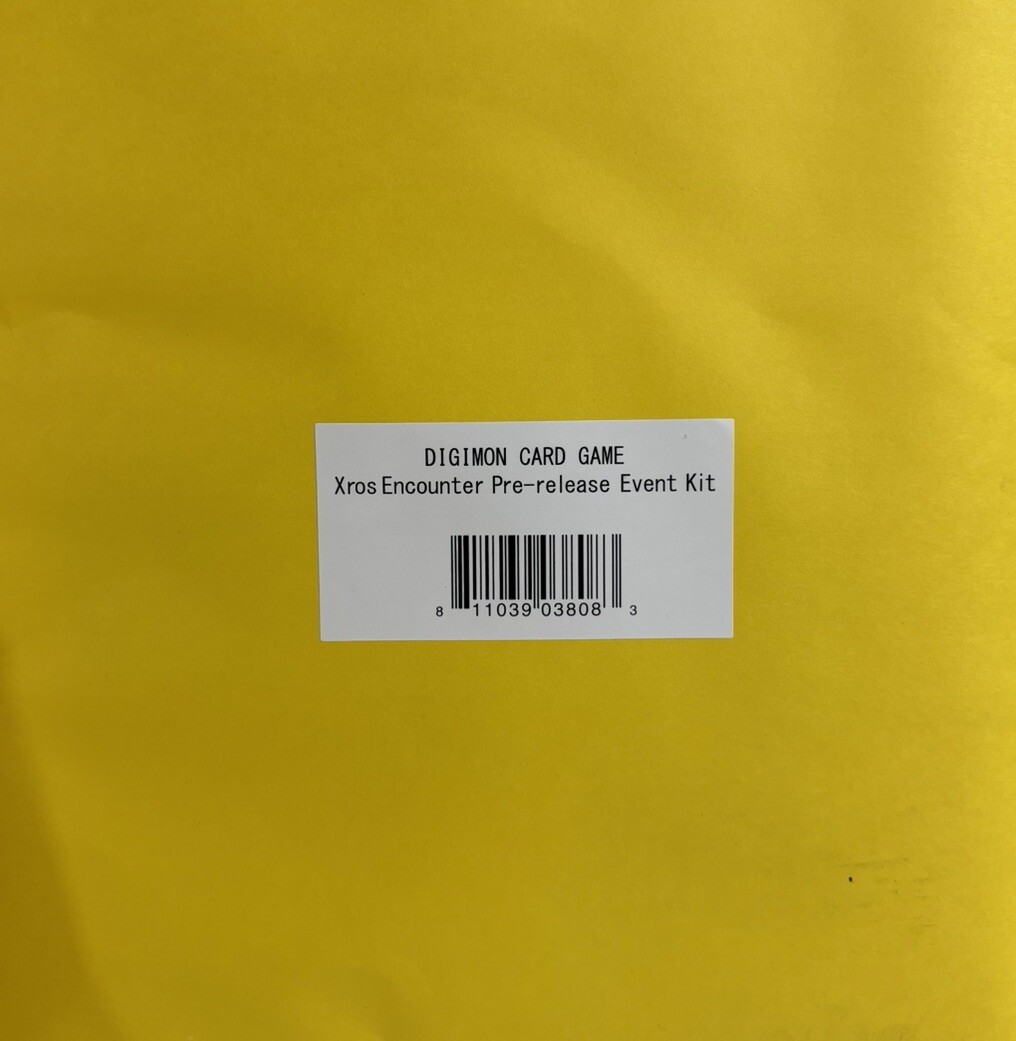 DIGIMON CARD GAME
Xros Encounter Pre-release Event Kit
8 11039 03808 3